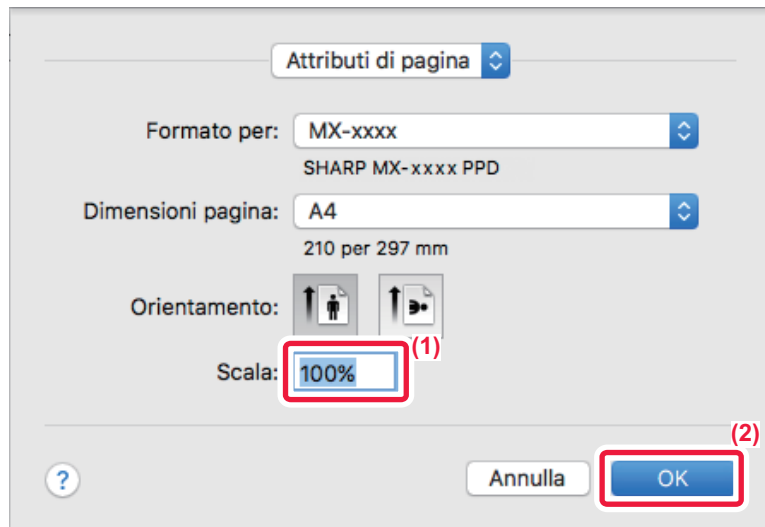 Attributi di pagina
Formato per: MX-xxxx
SHARP MX-xxxx PPD
Dimensioni pagina: A4
210 per 297 mm
Orientamento:
(1)
Scala: 100%
(2)
? Annulla OK